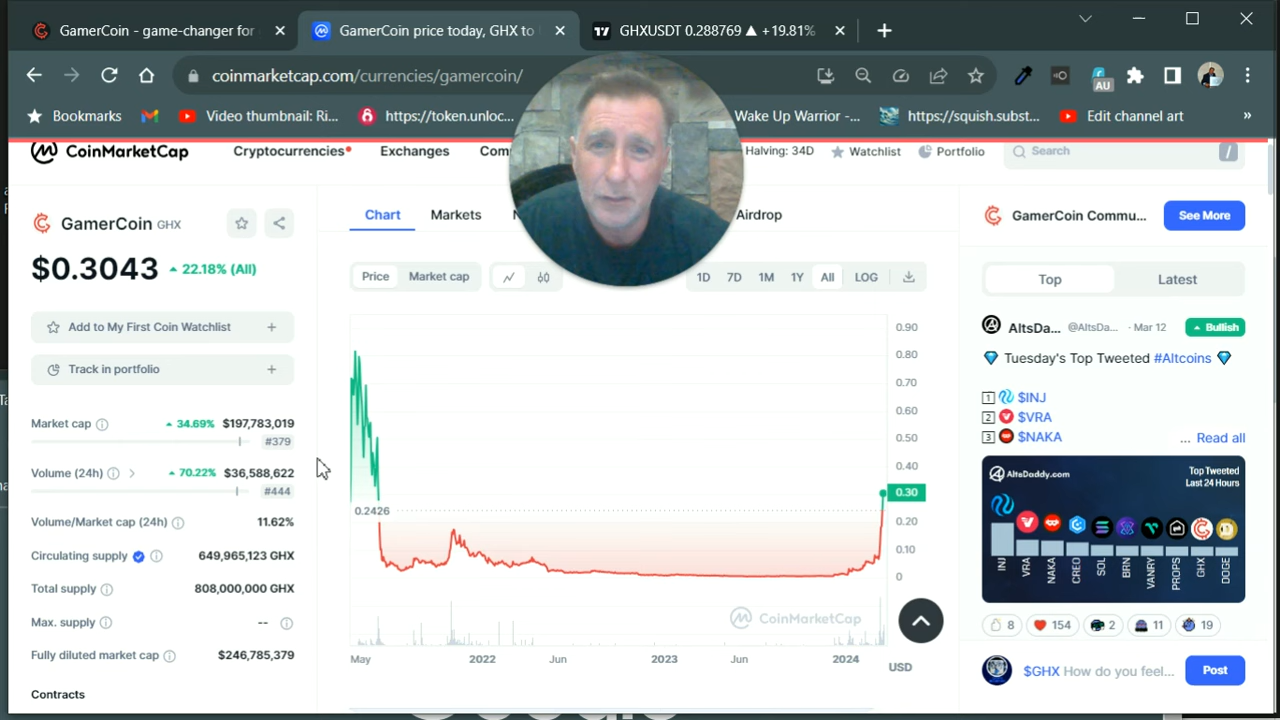 GamerCoin - game-changer for
GamerCoin price today, GHX to
GHXUSDT 0.288769 ▲ +19.81%
coinmarketcap.com/currencies/gamercoin/
AU
Bookmarks
Video thumbnail: Ri...
https://token.unloc...
Wake Up Warrior -...
https://squish.subst...
Edit channel art
»
CoinMarketCap
Cryptocurrencies
Exchanges
Com
Halving: 34D
Watchlist
Portfolio
Search
/
GamerCoin GHX
$0.3043 22.18% (All)
Add to My First Coin Watchlist +
Track in portfolio +
Market cap 34.69% $197,783,019
#379
Volume (24h) 70.22% $36,588,622
#444
Volume/Market cap (24h) 11.62%
Circulating supply 649,965,123 GHX
Total supply 808,000,000 GHX
Max. supply --
Fully diluted market cap $246,785,379
Contracts
Chart
Markets
Airdrop
Price
Market cap
1D 7D 1M 1Y All LOG
0.90
0.80
0.70
0.60
0.50
0.40
0.30
0.20
0.10
0
0.2426
CoinMarketCap
May 2022 Jun 2023 Jun 2024
USD
GamerCoin Commu...
See More
Top
Latest
AltsDa... @AltsDa... · Mar 12 Bullish
Tuesday's Top Tweeted #Altcoins
1 $INJ
2 $VRA
3 $NAKA
... Read all
AltsDaddy.com
Top Tweeted
Last 24 Hours
INJ VRA NAKA CREO SOL BRN VANRY PROPS GHX DOGE
8 154 2 11 19
$GHX How do you feel...
Post